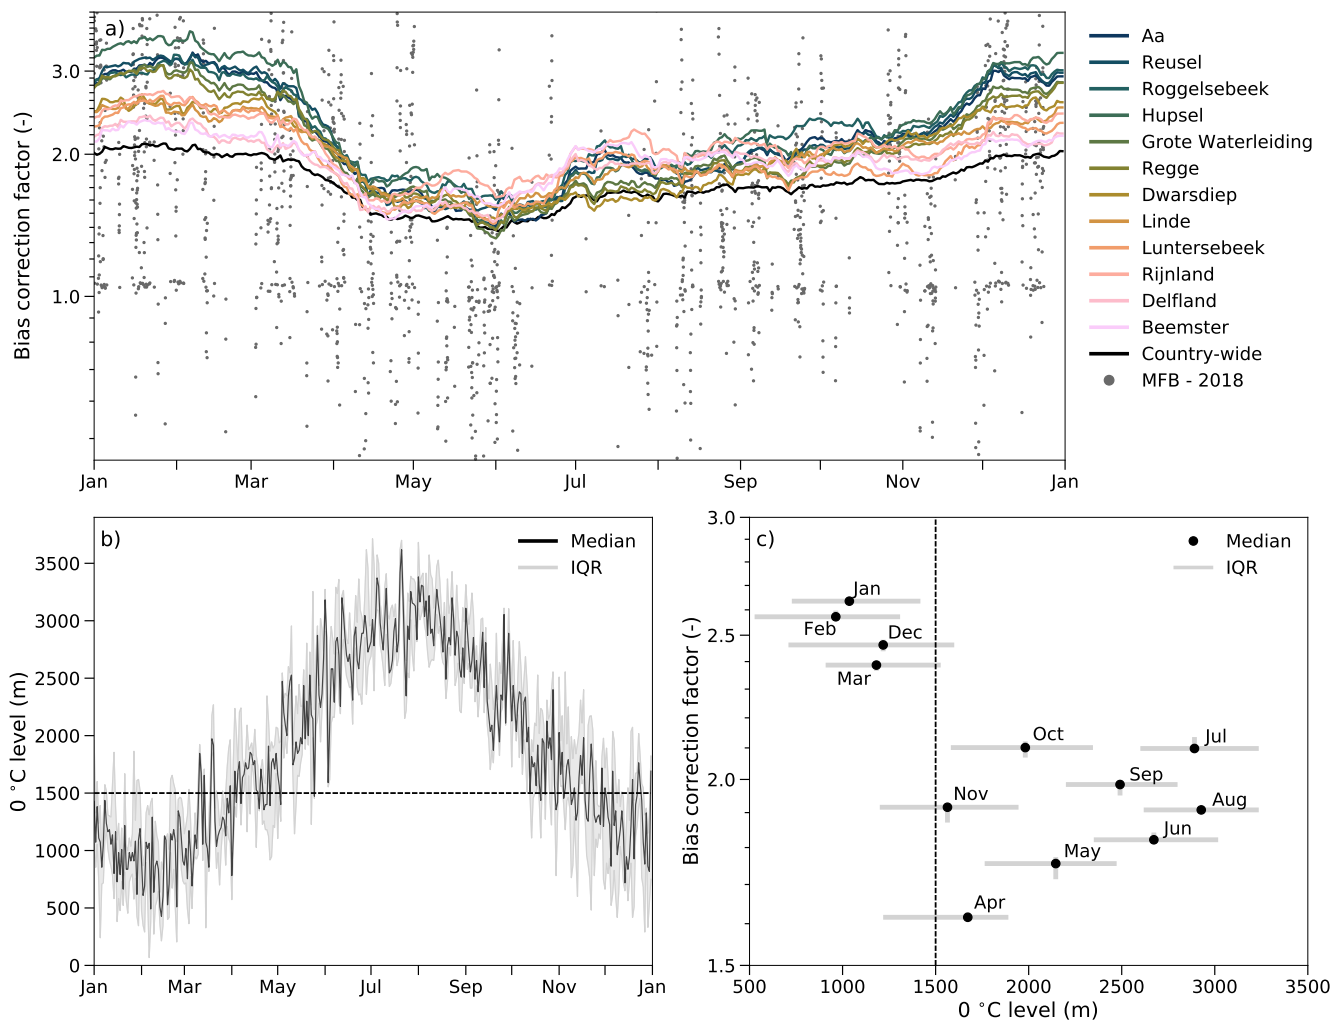 a)
Bias correction factor (-)
3.0
2.0
1.0
Jan
Mar
May
Jul
Sep
Nov
Jan
Aa
Reusel
Roggelsebeek
Hupsel
Grote Waterleiding
Regge
Dwarsdiep
Linde
Luntersebeek
Rijnland
Delfland
Beemster
Country-wide
MFB - 2018
b)
Median
IQR
0 °C level (m)
3500
3000
2500
2000
1500
1000
500
0
Jan
Mar
May
Jul
Sep
Nov
Jan
c)
Median
IQR
Bias correction factor (-)
3.0
2.5
2.0
1.5
Jan
Feb
Dec
Mar
Oct
Jul
Sep
Nov
Aug
Jun
May
Apr
500
1000
1500
2000
2500
3000
3500
0 °C level (m)